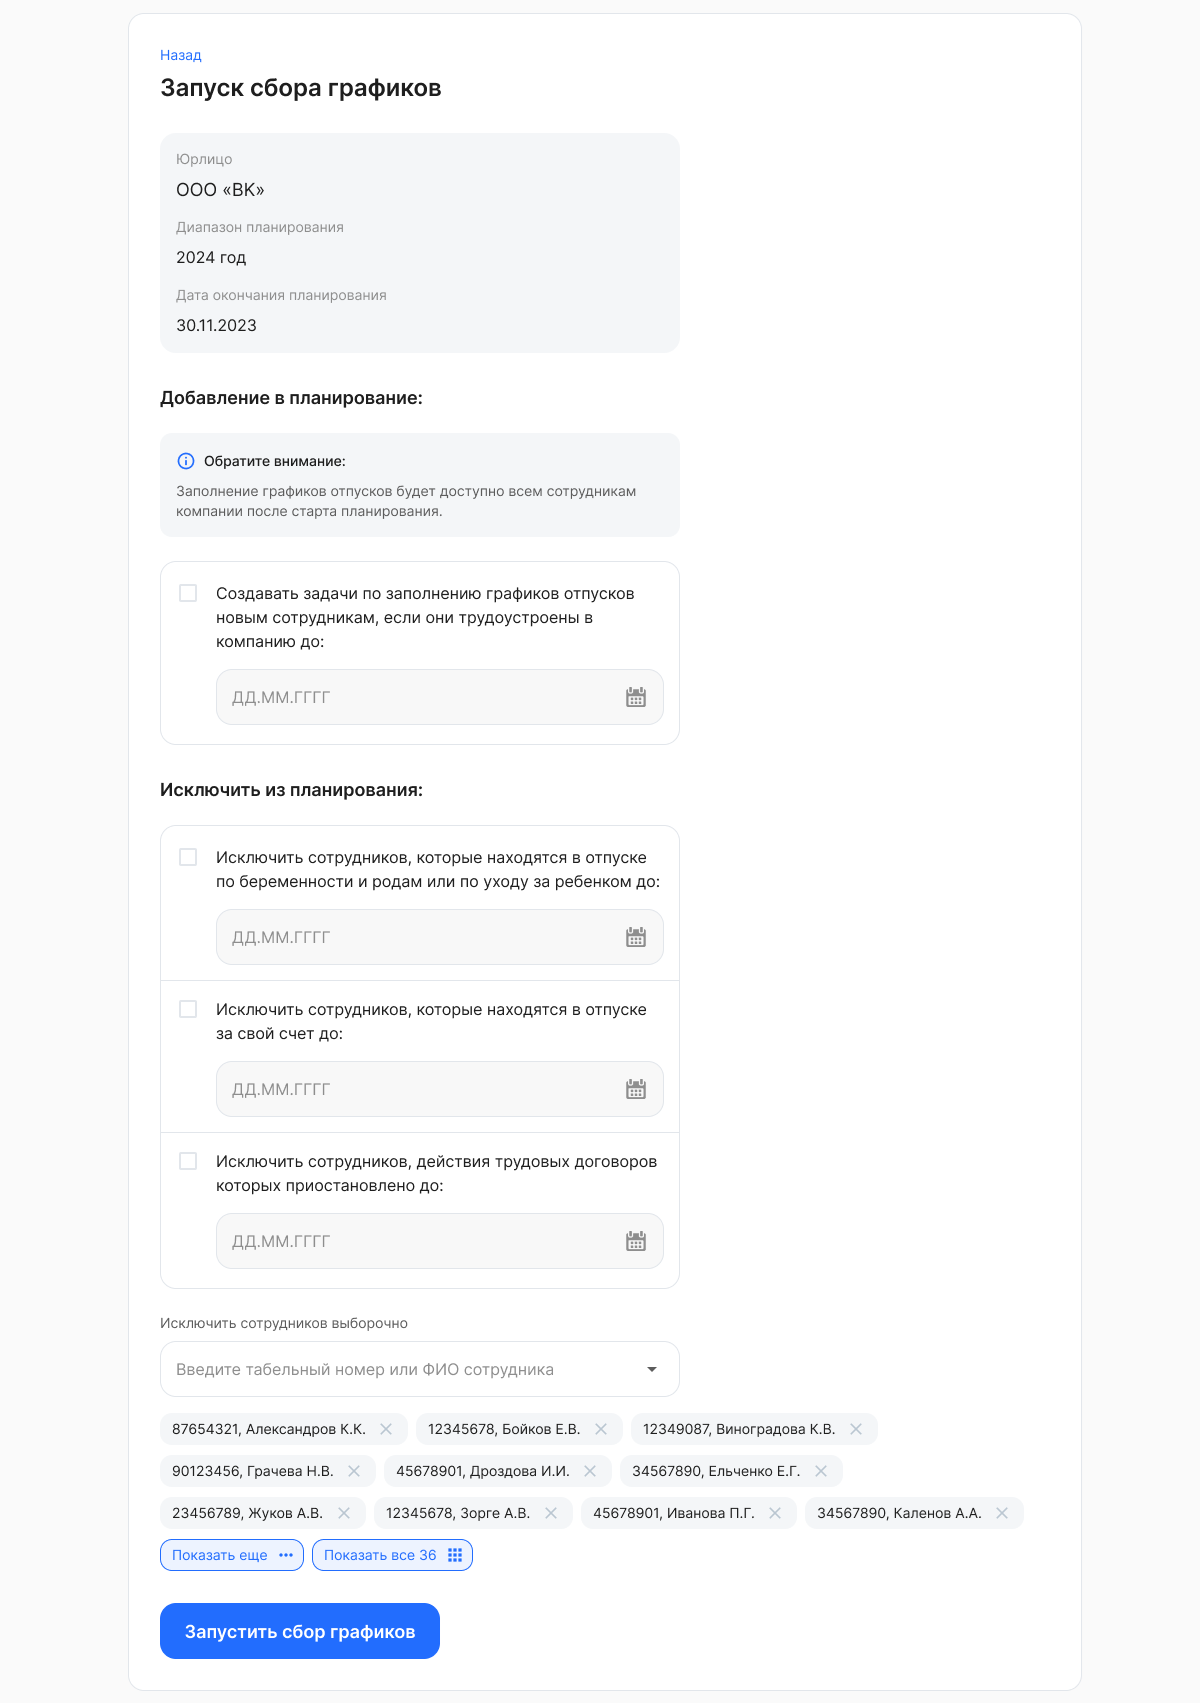 Назад
Запуск сбора графиков
Юрлицо
ООО «ВК»
Диапазон планирования
2024 год
Дата окончания планирования
30.11.2023
Добавление в планирование:
Обратите внимание:
Заполнение графиков отпусков будет доступно всем сотрудникам
компании после старта планирования.
Создавать задачи по заполнению графиков отпусков
новым сотрудникам, если они трудоустроены в
компанию до:
ДД.ММ.ГГГГ
Исключить из планирования:
Исключить сотрудников, которые находятся в отпуске
по беременности и родам или по уходу за ребенком до:
ДД.ММ.ГГГГ
Исключить сотрудников, которые находятся в отпуске
за свой счет до:
ДД.ММ.ГГГГ
Исключить сотрудников, действия трудовых договоров
которых приостановлено до:
ДД.ММ.ГГГГ
Исключить сотрудников выборочно
Введите табельный номер или ФИО сотрудника
87654321, Александров К.К. 12345678, Бойков Е.В. 12349087, Виноградова К.В.
90123456, Грачева Н.В. 45678901, Дроздова И.И. 34567890, Ельченко Е.Г.
23456789, Жуков А.В. 12345678, Зорге А.В. 45678901, Иванова П.Г. 34567890, Каленов А.А.
Показать еще Показать все 36
Запустить сбор графиков